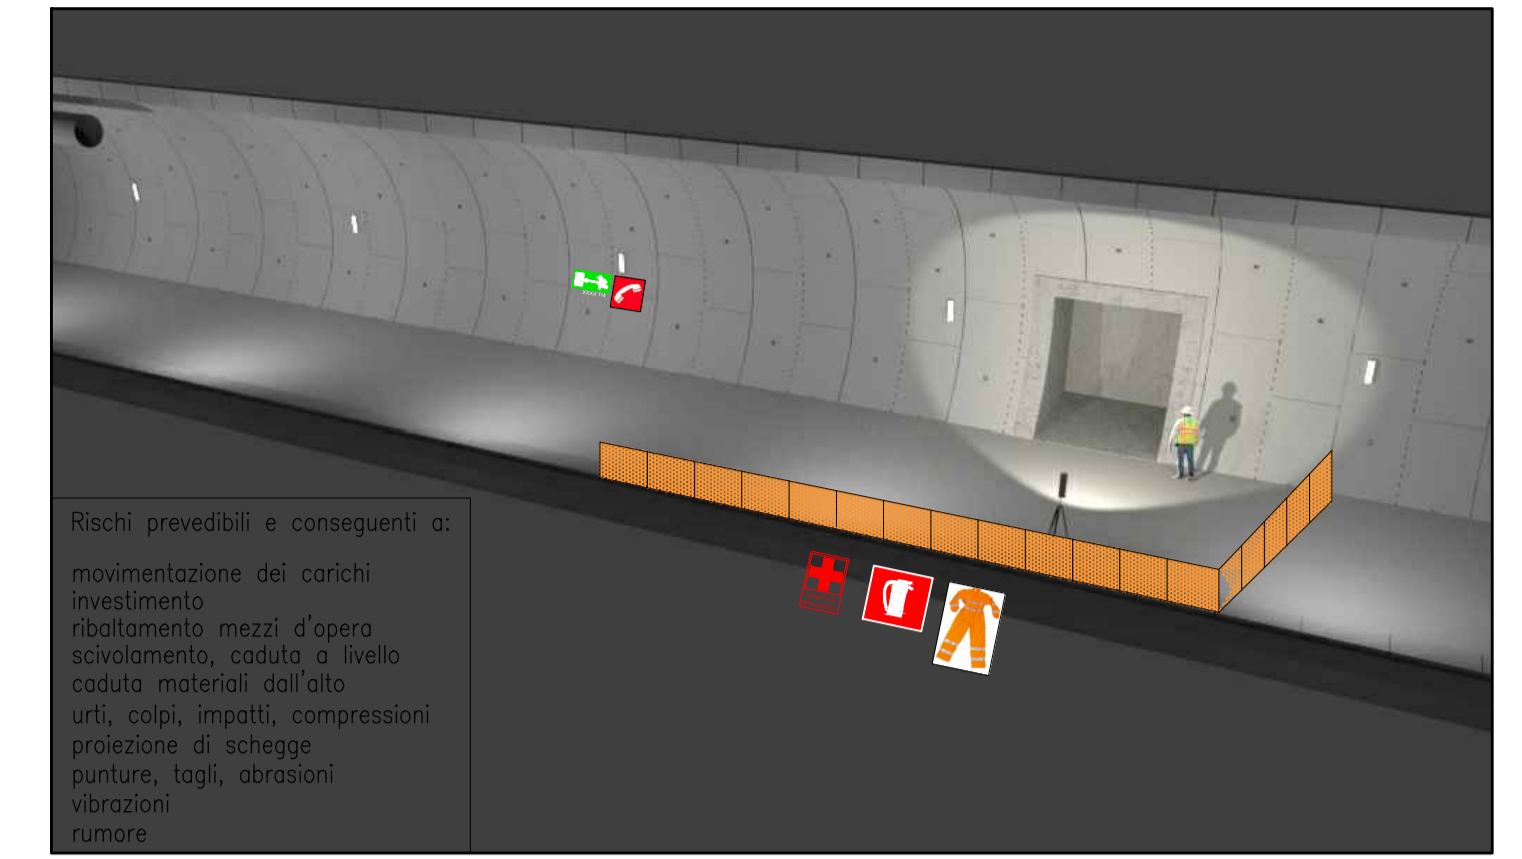 Rischi prevedibili e conseguenti a:
movimentazione dei carichi
investimento
ribaltamento mezzi d'opera
scivolamento, caduta a livello
caduta materiali dall'alto
urti, colpi, impatti, compressioni
proiezione di schegge
punture, tagli, abrasioni
vibrazioni
rumore